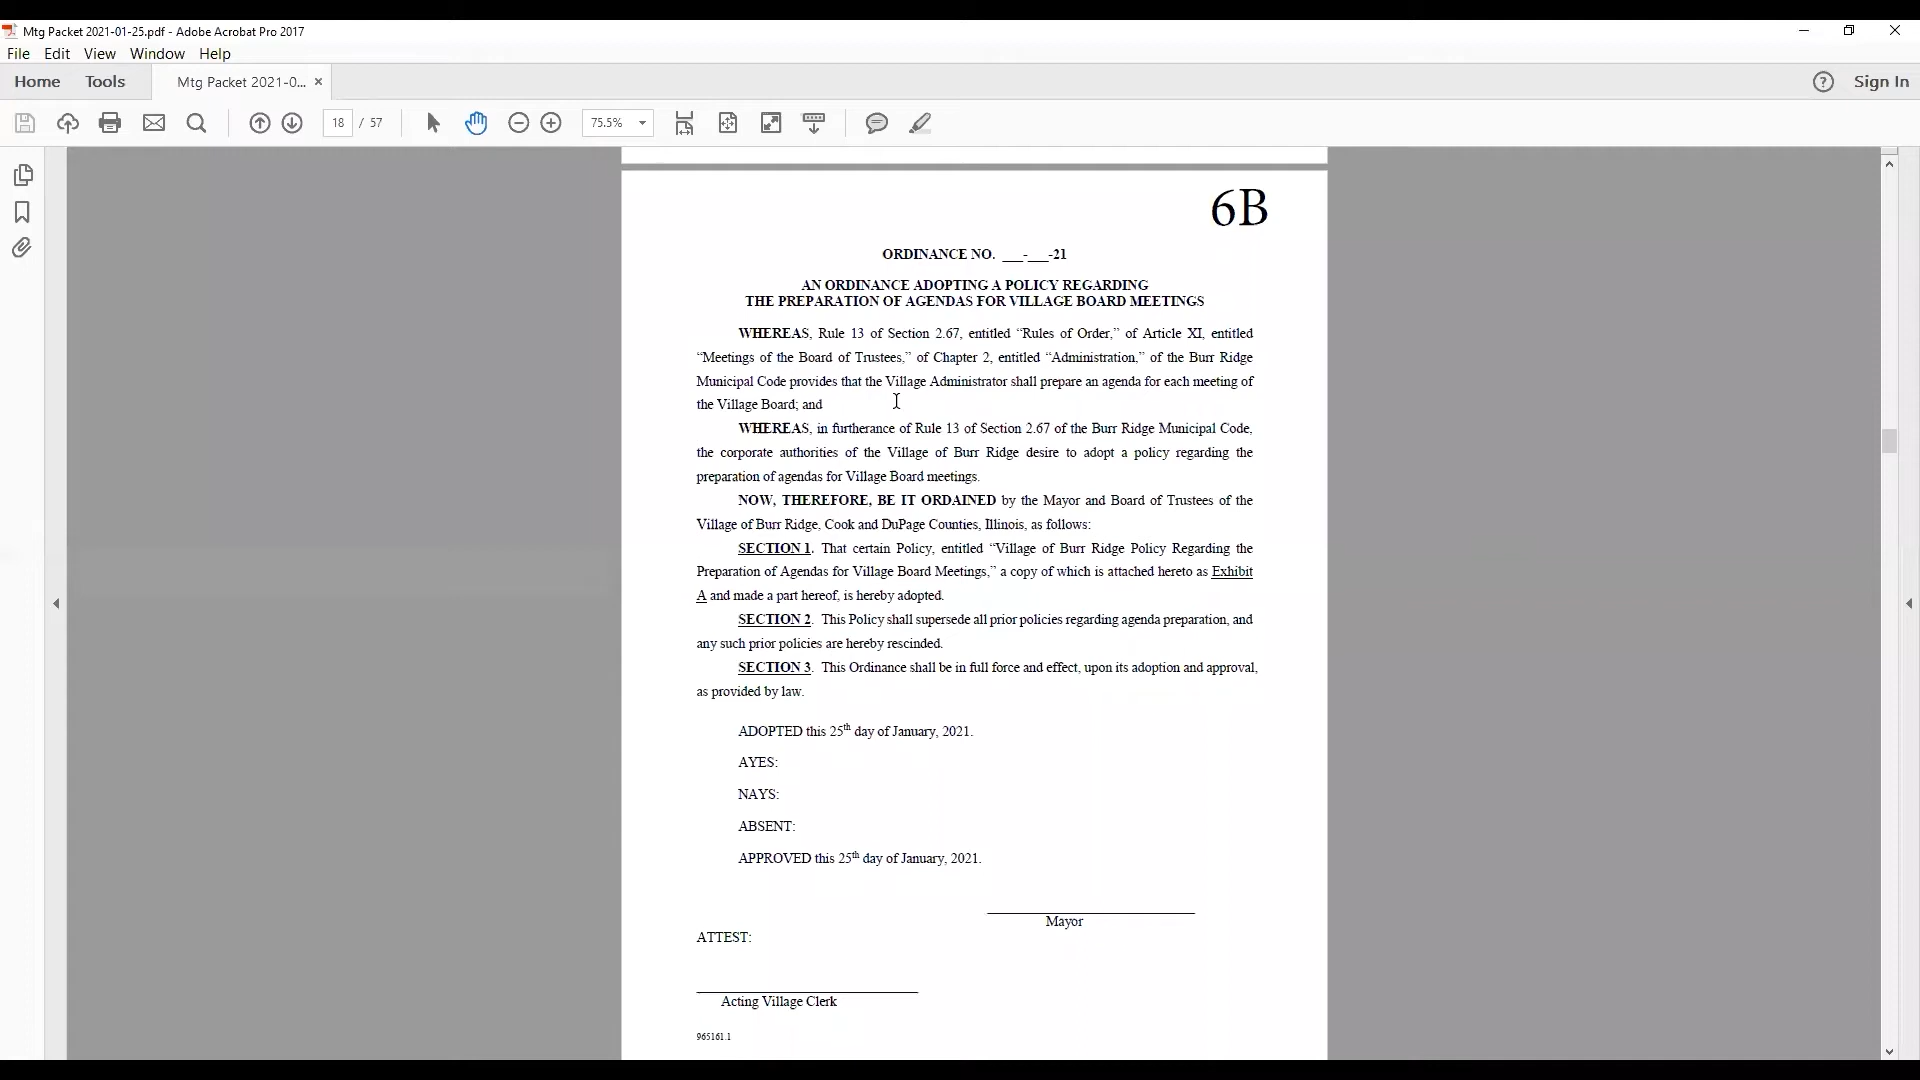 Mtg Packet 2021-01-25.pdf - Adobe Acrobat Pro 2017
File Edit View Window Help
Home Tools Mtg Packet 2021-0... × ? Sign In
18 / 57 75.5%
6B
ORDINANCE NO. ___-___-21
AN ORDINANCE ADOPTING A POLICY REGARDING
THE PREPARATION OF AGENDAS FOR VILLAGE BOARD MEETINGS
WHEREAS, Rule 13 of Section 2.67, entitled “Rules of Order,” of Article XI, entitled
“Meetings of the Board of Trustees,” of Chapter 2, entitled “Administration,” of the Burr Ridge
Municipal Code provides that the Village Administrator shall prepare an agenda for each meeting of
the Village Board; and
WHEREAS, in furtherance of Rule 13 of Section 2.67 of the Burr Ridge Municipal Code,
the corporate authorities of the Village of Burr Ridge desire to adopt a policy regarding the
preparation of agendas for Village Board meetings.
NOW, THEREFORE, BE IT ORDAINED by the Mayor and Board of Trustees of the
Village of Burr Ridge, Cook and DuPage Counties, Illinois, as follows:
SECTION 1. That certain Policy, entitled “Village of Burr Ridge Policy Regarding the
Preparation of Agendas for Village Board Meetings,” a copy of which is attached hereto as Exhibit
A and made a part hereof, is hereby adopted.
SECTION 2. This Policy shall supersede all prior policies regarding agenda preparation, and
any such prior policies are hereby rescinded.
SECTION 3. This Ordinance shall be in full force and effect, upon its adoption and approval,
as provided by law.
ADOPTED this 25th day of January, 2021.
AYES:
NAYS:
ABSENT:
APPROVED this 25th day of January, 2021.
Mayor
ATTEST:
Acting Village Clerk
965161.1